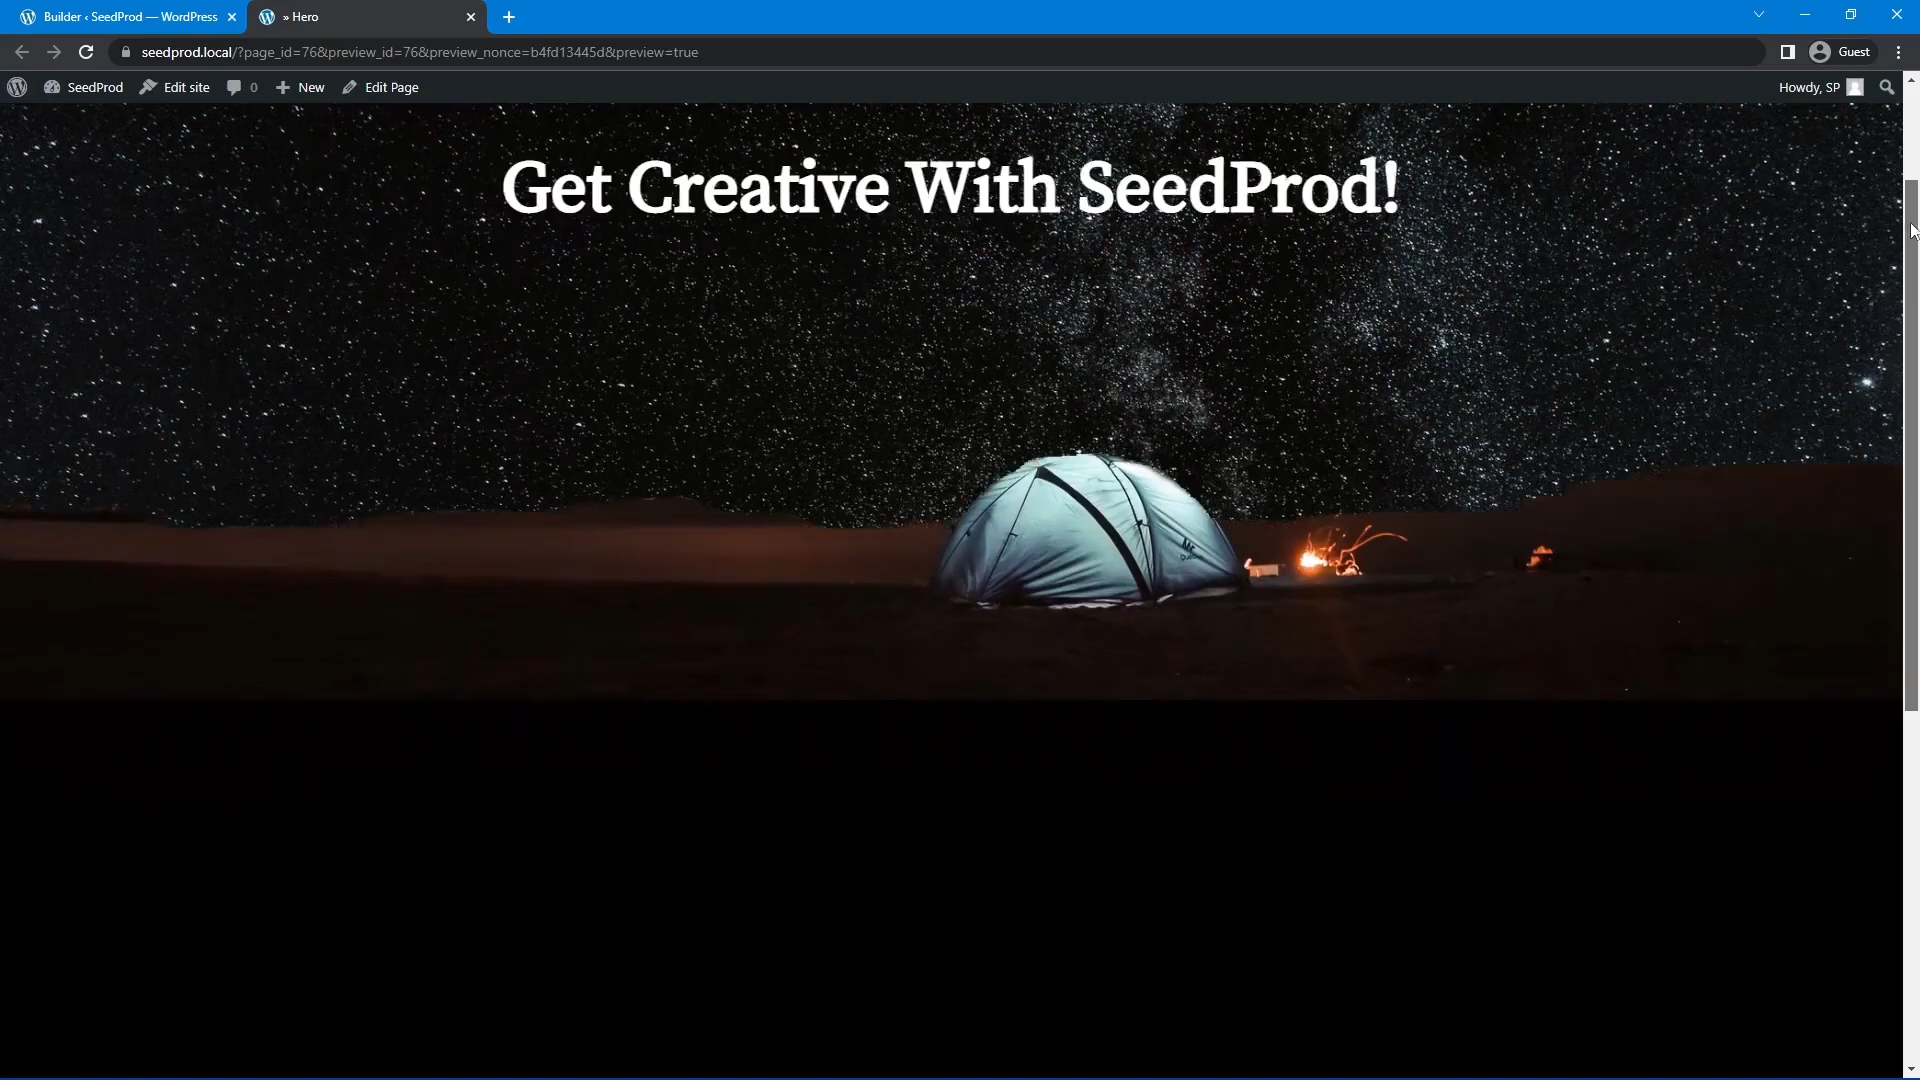 Builder ‹ SeedProd — WordPress
» Hero
seedprod.local/?page_id=76&preview_id=76&preview_nonce=b4fd13445d&preview=true
Guest
SeedProd
Edit site
0
New
Edit Page
Howdy, SP
Get Creative With SeedProd!